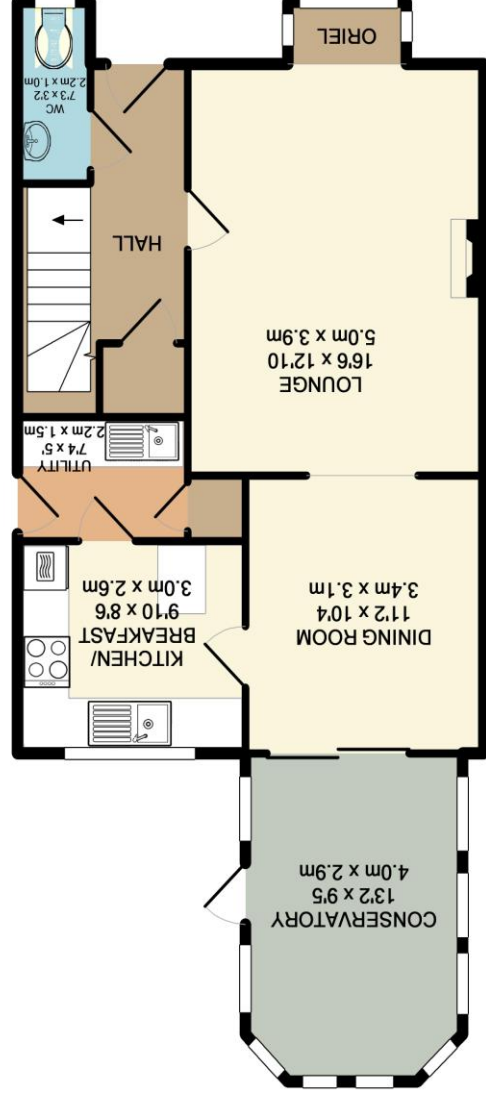 CONSERVATORY
13'2 x 9'5
4.0m x 2.9m
DINING ROOM
11'2 x 10'4
3.4m x 3.1m
KITCHEN/
BREAKFAST
9'10 x 8'6
3.0m x 2.6m
UTILITY
7'4 x 5'
2.2m x 1.5m
LOUNGE
16'6 x 12'10
5.0m x 3.9m
HALL
WC
7'3 x 3'2
2.2m x 1.0m
ORIEL